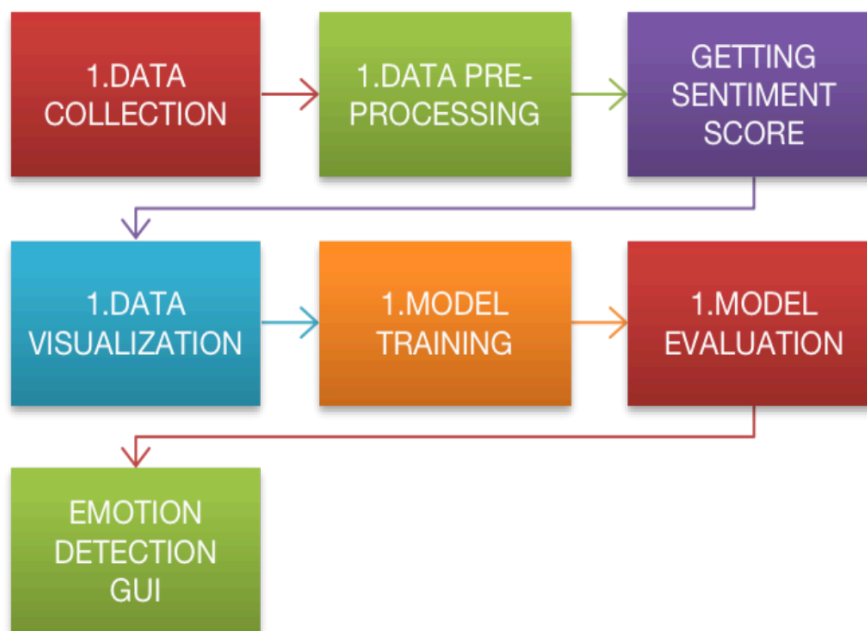 1.DATA
COLLECTION
1.DATA PRE-
PROCESSING
GETTING
SENTIMENT
SCORE
1.DATA
VISUALIZATION
1.MODEL
TRAINING
1.MODEL
EVALUATION
EMOTION
DETECTION
GUI